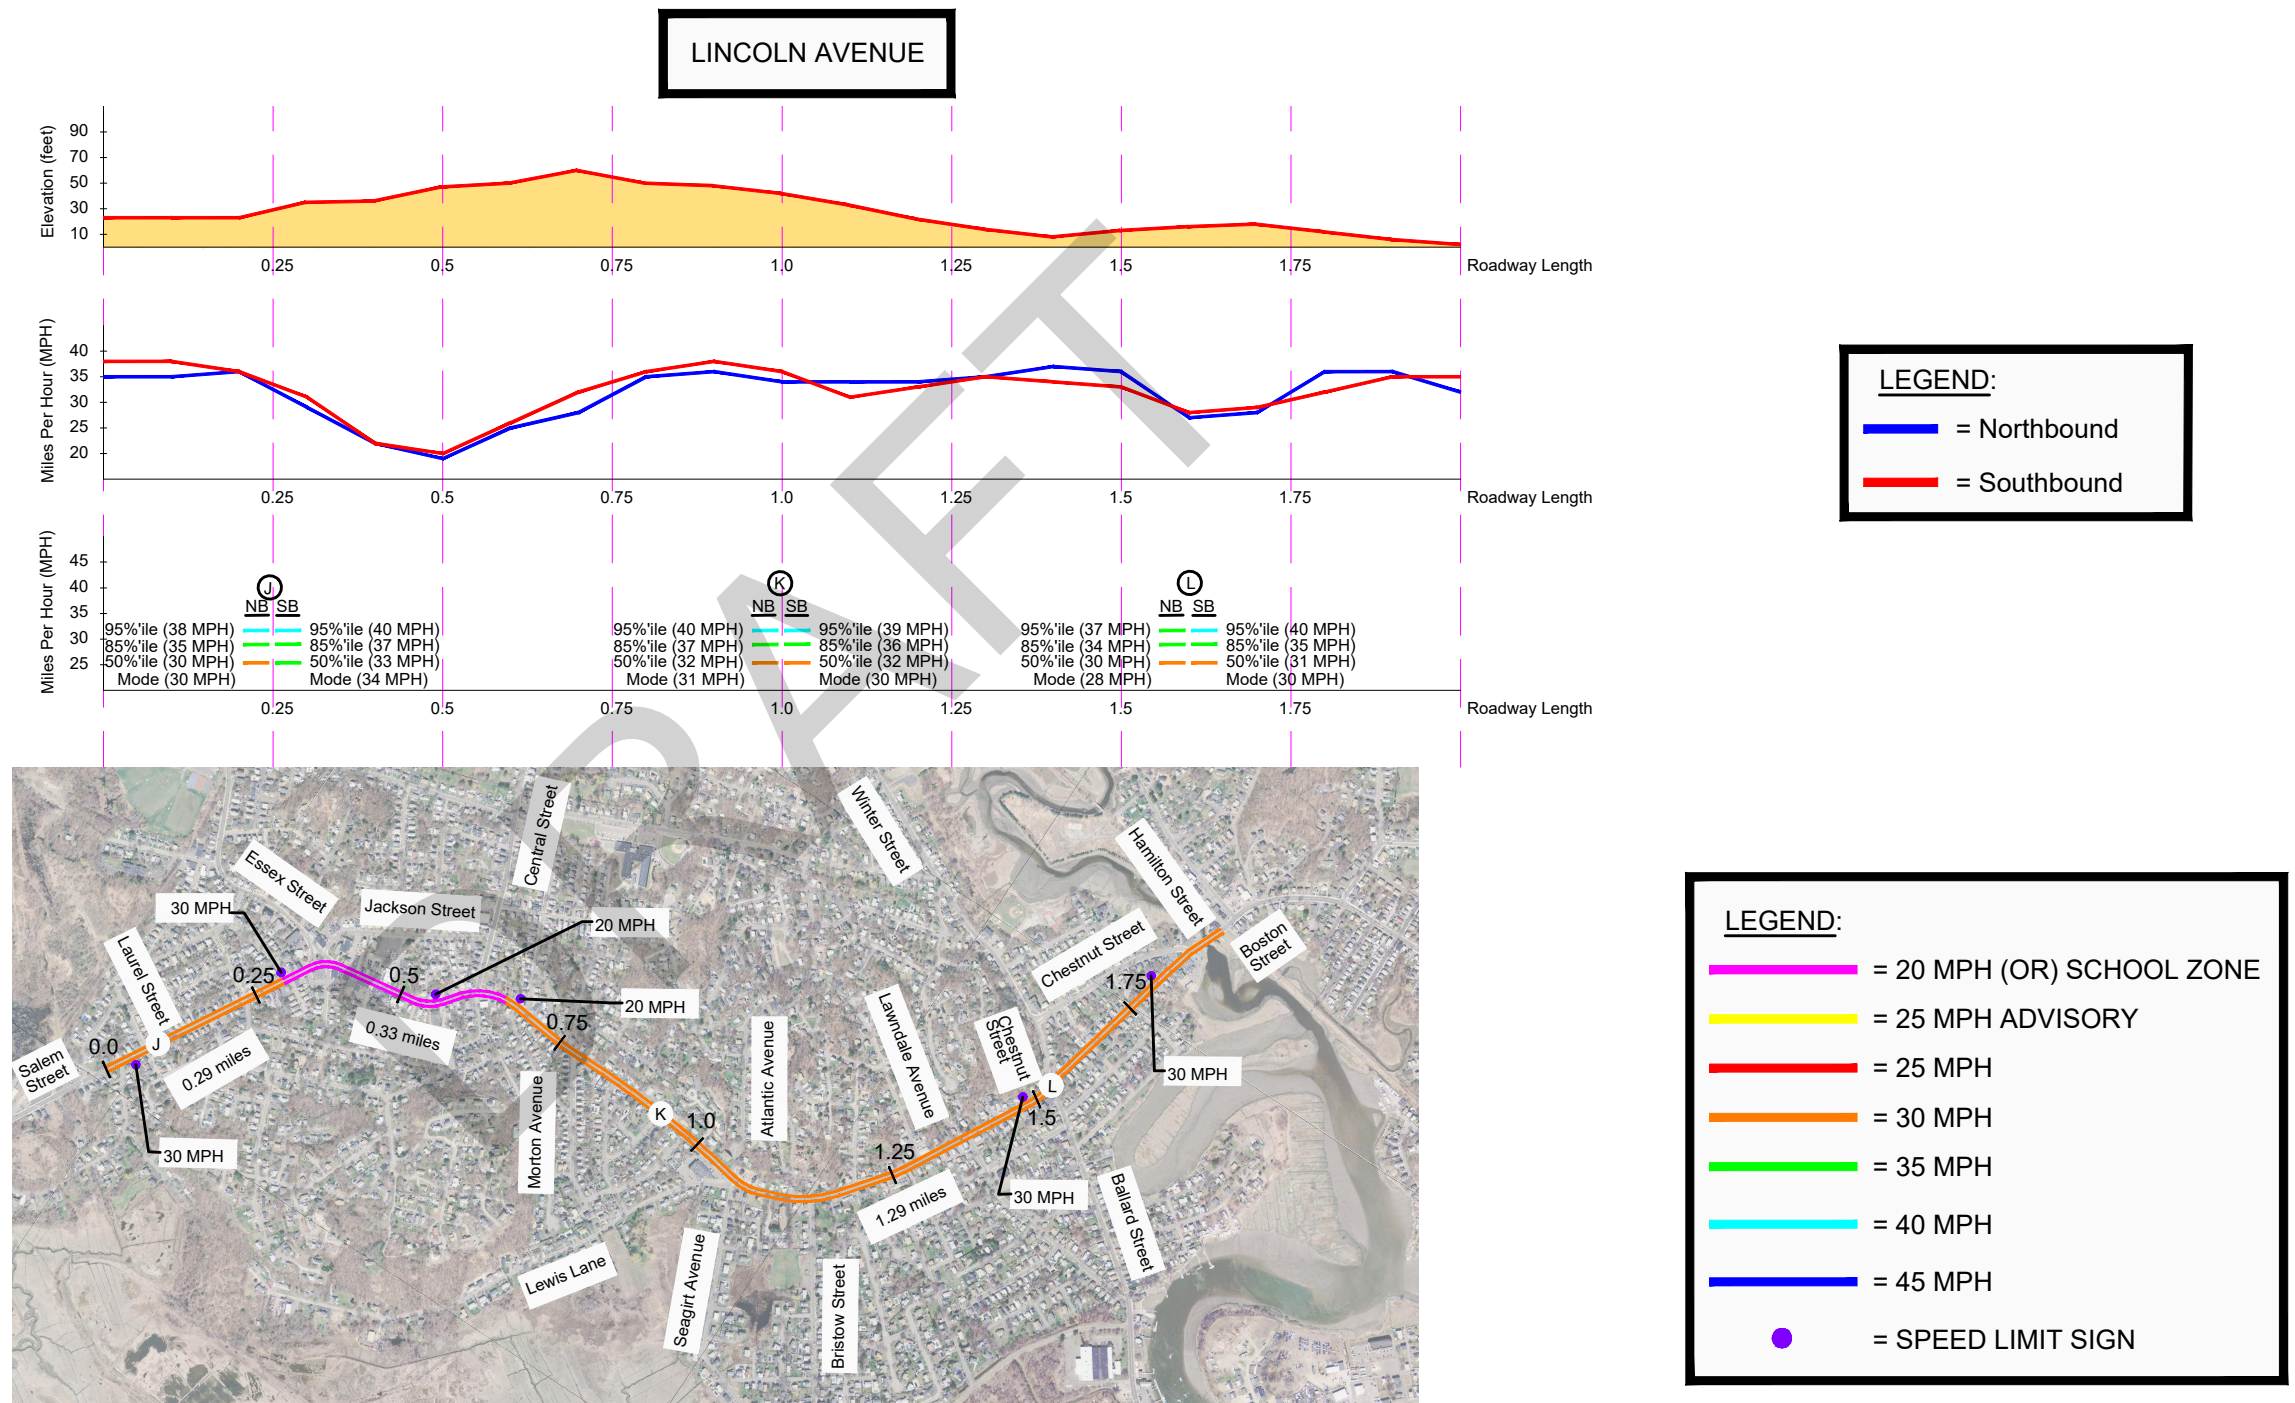 LINCOLN AVENUE
Elevation (feet)
90
70
50
30
10
0.25 0.5 0.75 1.0 1.25 1.5 1.75 Roadway Length
Miles Per Hour (MPH)
40
35
30
25
20
0.25 0.5 0.75 1.0 1.25 1.5 1.75 Roadway Length
LEGEND:
= Northbound
= Southbound
Miles Per Hour (MPH)
45
40
35
30
25
J
NB SB
95%'ile (38 MPH) 95%'ile (40 MPH)
85%'ile (35 MPH) 85%'ile (37 MPH)
50%'ile (30 MPH) 50%'ile (33 MPH)
Mode (30 MPH) Mode (34 MPH)
K
NB SB
95%'ile (40 MPH) 95%'ile (39 MPH)
85%'ile (37 MPH) 85%'ile (36 MPH)
50%'ile (32 MPH) 50%'ile (32 MPH)
Mode (31 MPH) Mode (30 MPH)
L
NB SB
95%'ile (37 MPH) 95%'ile (40 MPH)
85%'ile (34 MPH) 85%'ile (35 MPH)
50%'ile (30 MPH) 50%'ile (31 MPH)
Mode (28 MPH) Mode (30 MPH)
0.25 0.5 0.75 1.0 1.25 1.5 1.75 Roadway Length
DRAFT
Salem
Street
0.0
J
Laurel Street
30 MPH
0.29 miles
30 MPH
0.25
Essex Street
Jackson Street
0.5
0.33 miles
Central Street
20 MPH
20 MPH
0.75
Morton Avenue
Lewis Lane
K
1.0
Seagirt Avenue
Atlantic Avenue
Bristow Street
Winter Street
Lawndale Avenue
1.25
1.29 miles
Chestnut
Street
30 MPH
L
1.5
Ballard Street
Chestnut Street
1.75
30 MPH
Hamilton Street
Boston
Street
LEGEND:
= 20 MPH (OR) SCHOOL ZONE
= 25 MPH ADVISORY
= 25 MPH
= 30 MPH
= 35 MPH
= 40 MPH
= 45 MPH
= SPEED LIMIT SIGN